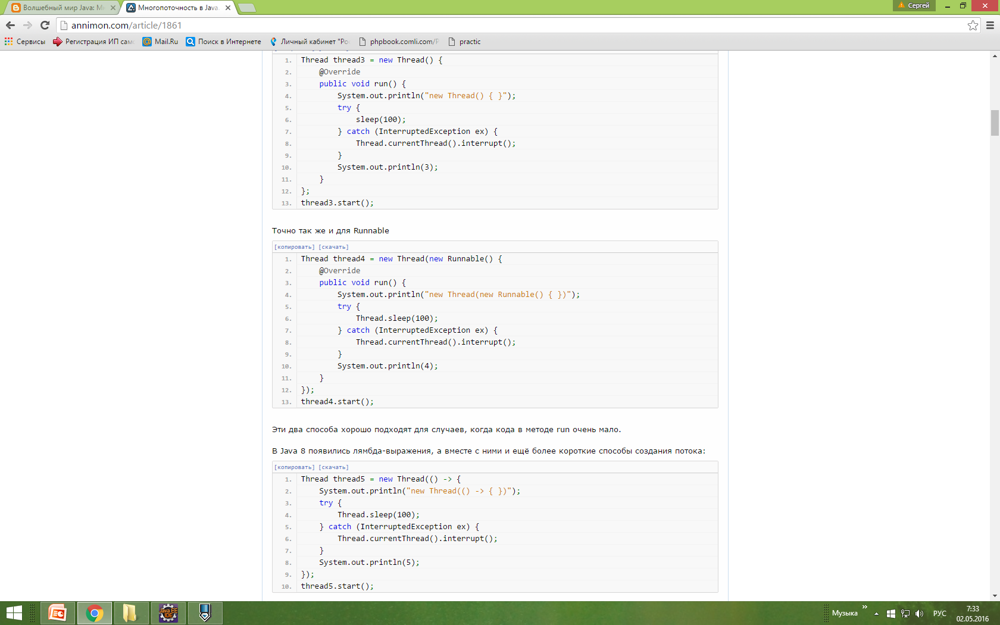 Волшебный мир Java: Мн
Многопоточность в Java.
Сергей
annimon.com/article/1861
Сервисы
Регистрация ИП сам
Mail.Ru
Поиск в Интернете
Личный кабинет "Ро
phpbook.comli.com/P
practic
1. Thread thread3 = new Thread() {
2. @Override
3. public void run() {
4. System.out.println("new Thread() { }");
5. try {
6. sleep(100);
7. } catch (InterruptedException ex) {
8. Thread.currentThread().interrupt();
9. }
10. System.out.println(3);
11. }
12. };
13. thread3.start();
Точно так же и для Runnable
[копировать] [скачать]
1. Thread thread4 = new Thread(new Runnable() {
2. @Override
3. public void run() {
4. System.out.println("new Thread(new Runnable() { })");
5. try {
6. Thread.sleep(100);
7. } catch (InterruptedException ex) {
8. Thread.currentThread().interrupt();
9. }
10. System.out.println(4);
11. }
12. });
13. thread4.start();
Эти два способа хорошо подходят для случаев, когда кода в методе run очень мало.
В Java 8 появились лямбда-выражения, а вместе с ними и ещё более короткие способы создания потока:
[копировать] [скачать]
1. Thread thread5 = new Thread(() -> {
2. System.out.println("new Thread(() -> { })");
3. try {
4. Thread.sleep(100);
5. } catch (InterruptedException ex) {
6. Thread.currentThread().interrupt();
7. }
8. System.out.println(5);
9. });
10. thread5.start();
Java EE
IDE
Музыка
РУС
7:33
02.05.2016